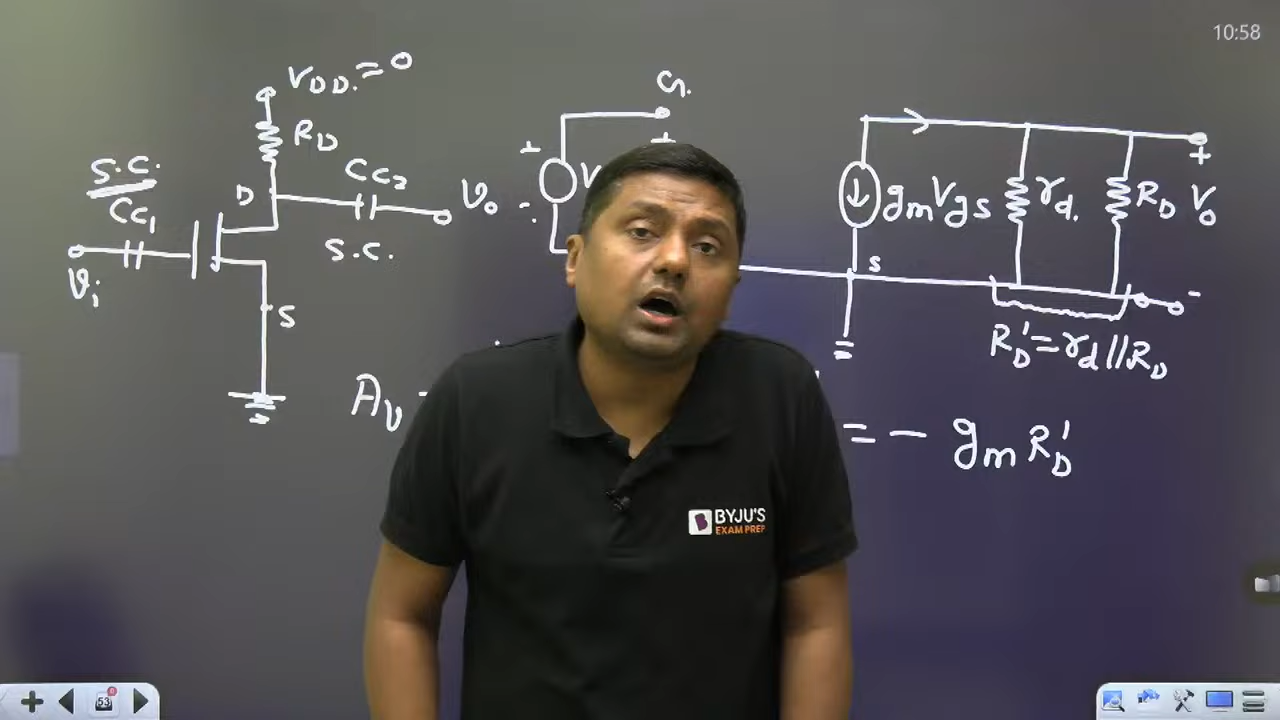 10:58
VDD. = 0
RD
S.C.
CC1
Vi
D
CC2
S.C.
Vo
S
G.
+
-
gmVgs
rd.
RD
+
Vo
-
S
RD' = rd // RD
Av
= - gm RD'
BYJU'S
EXAM PREP
53